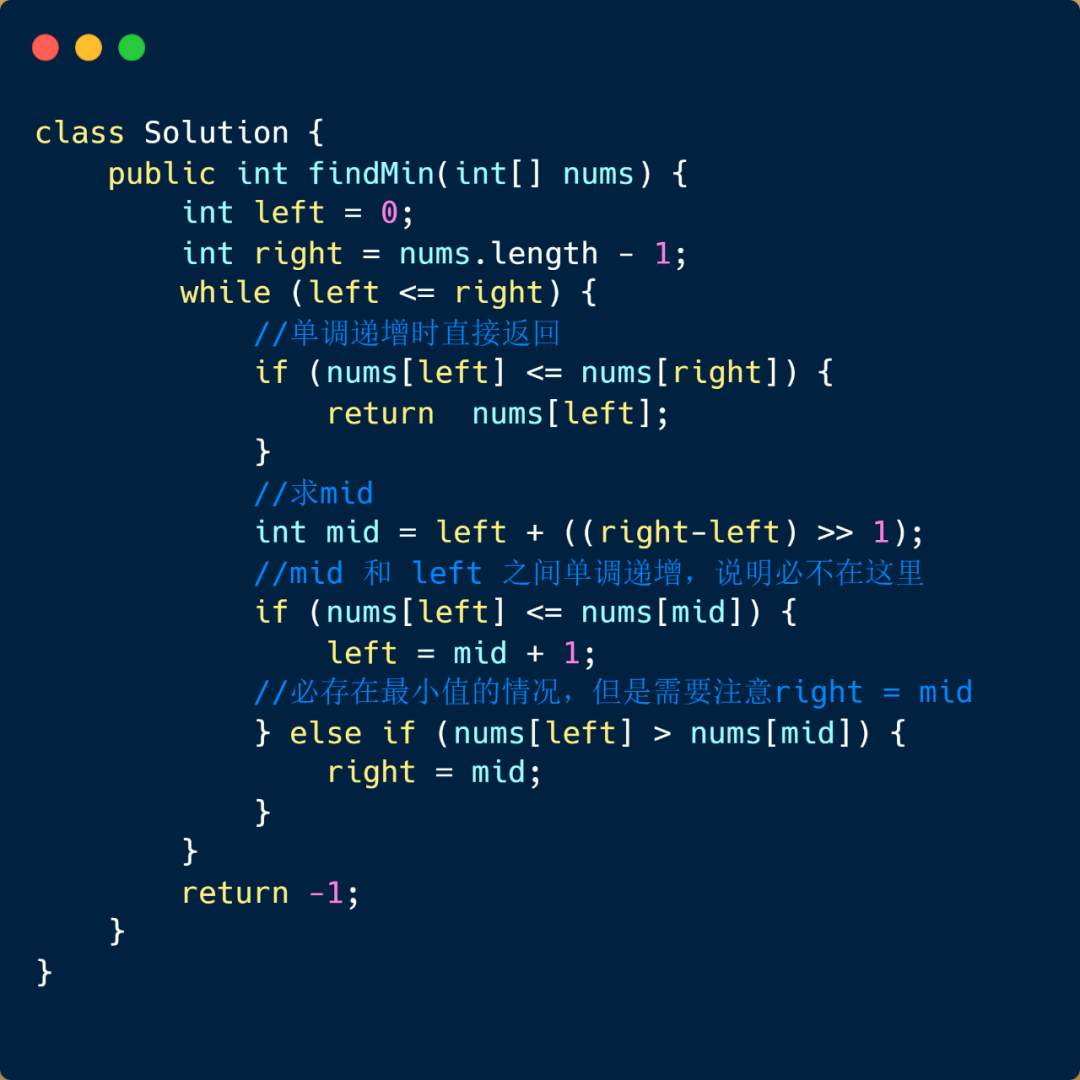 class Solution {
    public int findMin(int[] nums) {
        int left = 0;
        int right = nums.length - 1;
        while (left <= right) {
            //单调递增时直接返回
            if (nums[left] <= nums[right]) {
                return  nums[left];
            }
            //求mid
            int mid = left + ((right-left) >> 1);
            //mid 和 left 之间单调递增，说明必不在这里
            if (nums[left] <= nums[mid]) {
                left = mid + 1;
            //必存在最小值的情况，但是需要注意right = mid
            } else if (nums[left] > nums[mid]) {
                right = mid;
            }
        }
        return -1;
    }
}